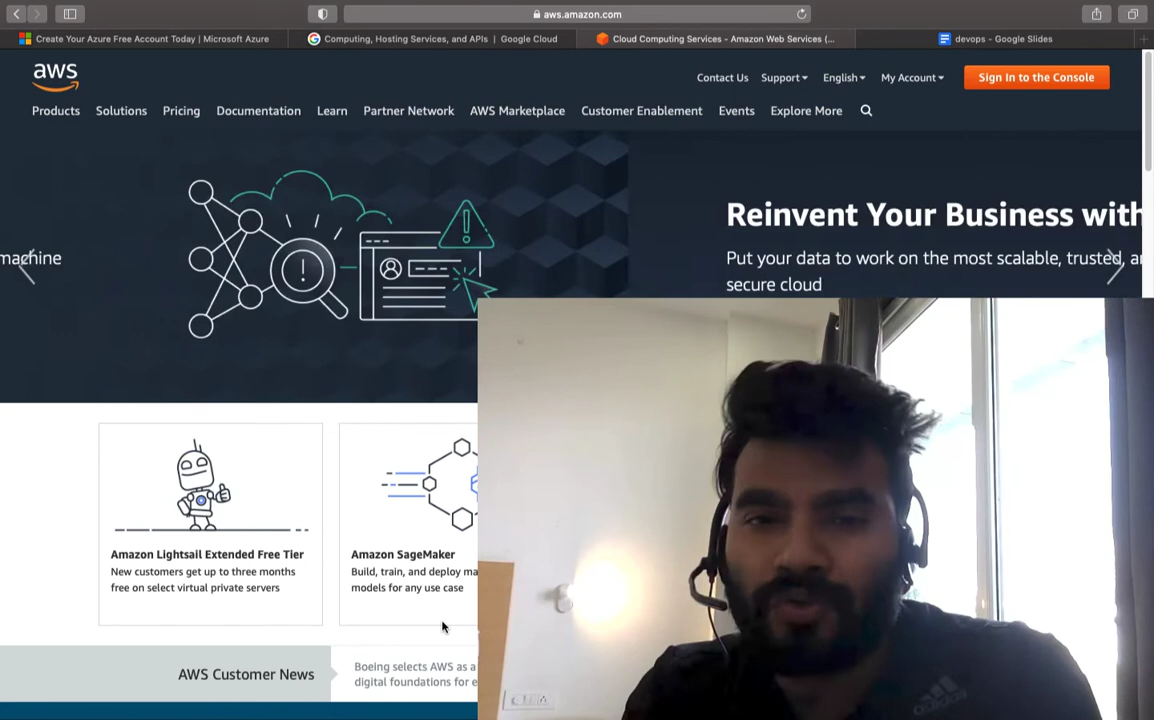 aws.amazon.com
Create Your Azure Free Account Today | Microsoft Azure
Computing, Hosting Services, and APIs | Google Cloud
Cloud Computing Services - Amazon Web Services (...
devops – Google Slides
aws
Contact Us Support English My Account Sign In to the Console
Products Solutions Pricing Documentation Learn Partner Network AWS Marketplace Customer Enablement Events Explore More
machine
Reinvent Your Business with
Put your data to work on the most scalable, trusted, a
secure cloud
Amazon Lightsail Extended Free Tier
New customers get up to three months
free on select virtual private servers
Amazon SageMaker
Build, train, and deploy ma
models for any use case
AWS Customer News
Boeing selects AWS as a
digital foundations for e
adidas